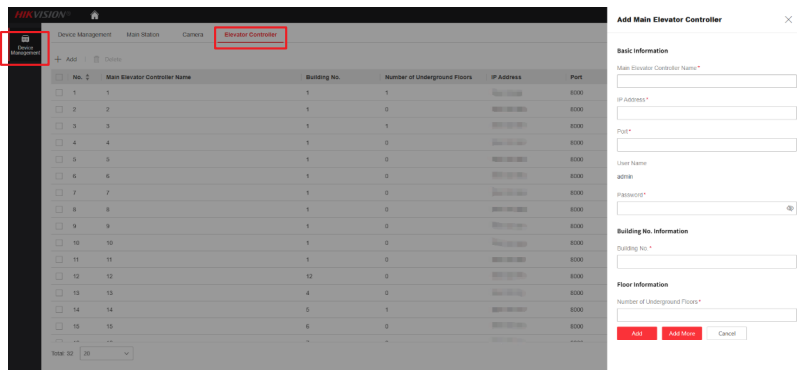 HIKVISION
Device Management
Device Management Main Station Camera Elevator Controller
+ Add Delete
No. Main Elevator Controller Name Building No. Number of Underground Floors IP Address Port
1 1 1 1 8000
2 2 1 0 8000
3 3 1 1 8000
4 4 1 0 8000
5 5 1 0 8000
6 6 1 0 8000
7 7 1 0 8000
8 8 1 0 8000
9 9 1 0 8000
10 10 1 0 8000
11 11 1 0 8000
12 12 12 0 8000
13 13 4 0 8000
14 14 5 1 8000
15 15 6 0 8000
Total: 32 20
Add Main Elevator Controller
Basic Information
Main Elevator Controller Name*
IP Address*
Port*
User Name
admin
Password*
Building No. Information
Building No. *
Floor Information
Number of Underground Floors*
Add Add More Cancel